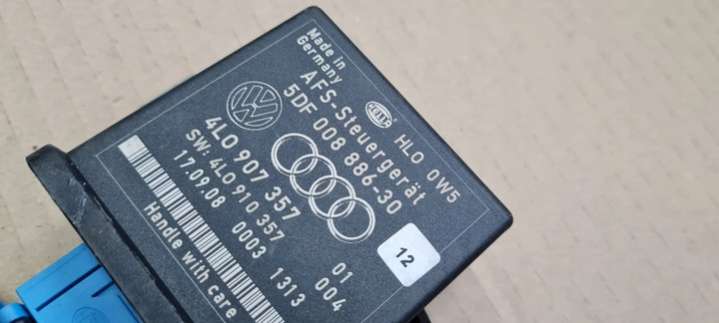 Made in
Germany
HELLA HLO 0W5
AFS-Steuergerät
5DF 008 886-30
4L0 907 357 01
SW: 4L0 910 357 004
17.09.08 0003 1313
Handle with care
12